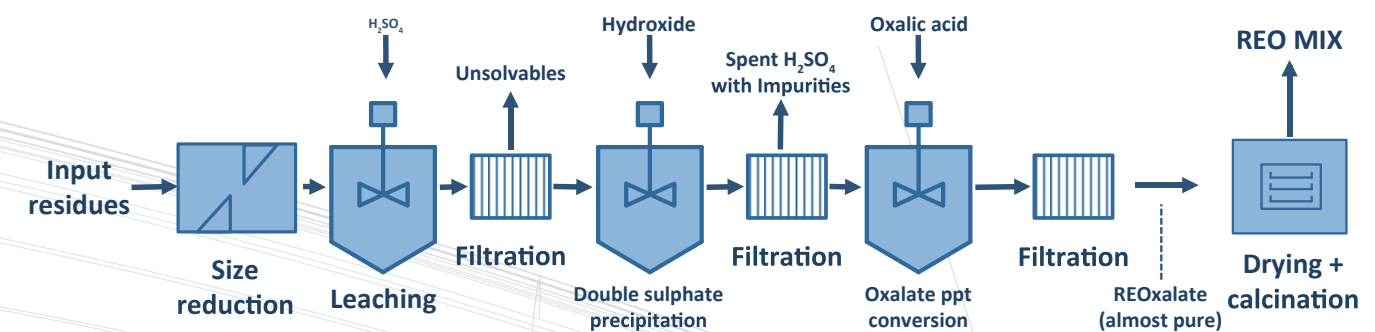 H₂SO₄
Hydroxide
Oxalic acid
REO MIX
Unsolvables
Spent H₂SO₄
with Impurities
Input
residues
Size
reduction
Leaching
Filtration
Double sulphate
precipitation
Filtration
Oxalate ppt
conversion
Filtration
REOxalate
(almost pure)
Drying +
calcination